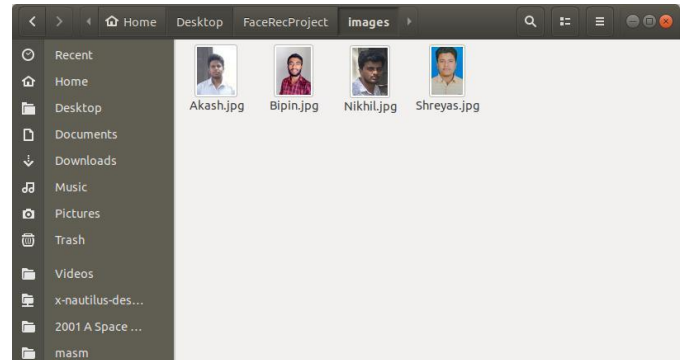 Home Desktop FaceRecProject images
Recent
Home
Desktop
Documents
Downloads
Music
Pictures
Trash
Videos
x-nautilus-des...
2001 A Space ...
masm
Akash.jpg Bipin.jpg Nikhil.jpg Shreyas.jpg